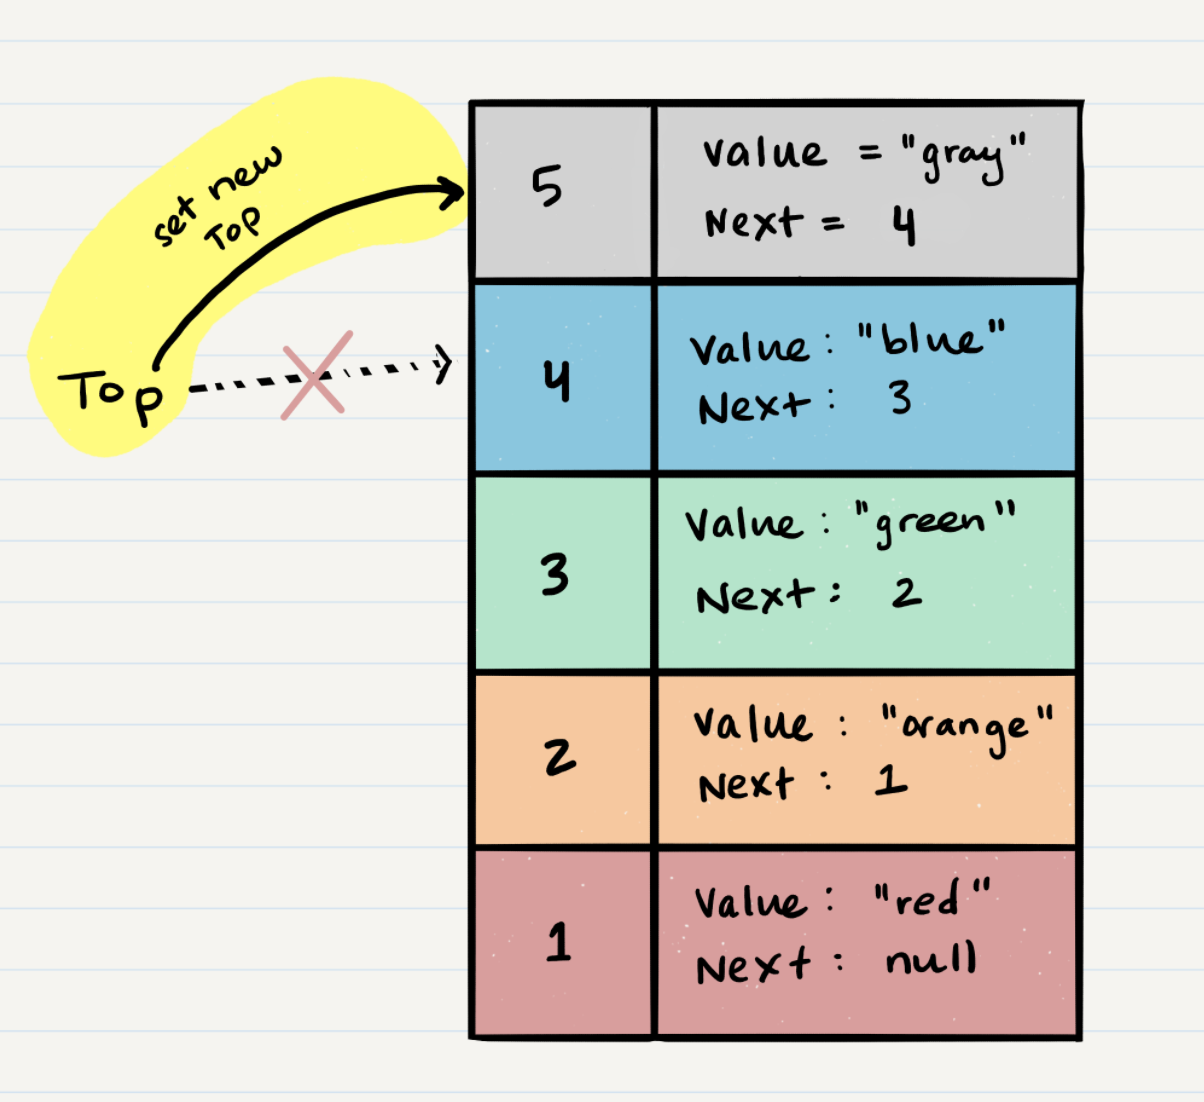 set new
Top
Top
5
value = "gray"
Next = 4
4
Value : "blue"
Next : 3
3
Value : "green"
Next : 2
2
Value : "orange"
Next : 1
1
Value : "red"
Next : null